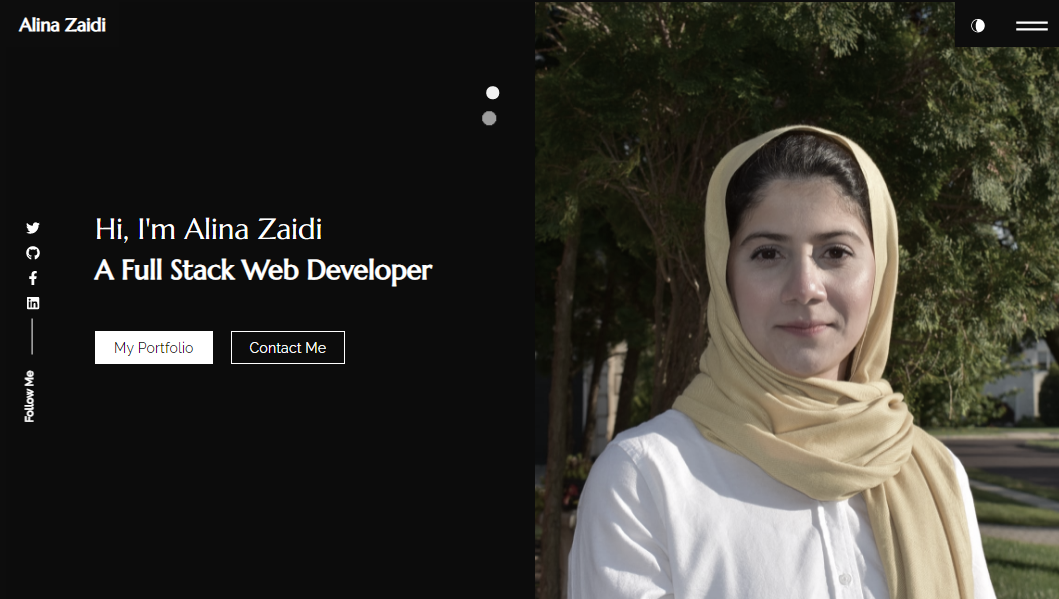 Alina Zaidi
Hi, I'm Alina Zaidi
A Full Stack Web Developer
My Portfolio
Contact Me
Follow Me